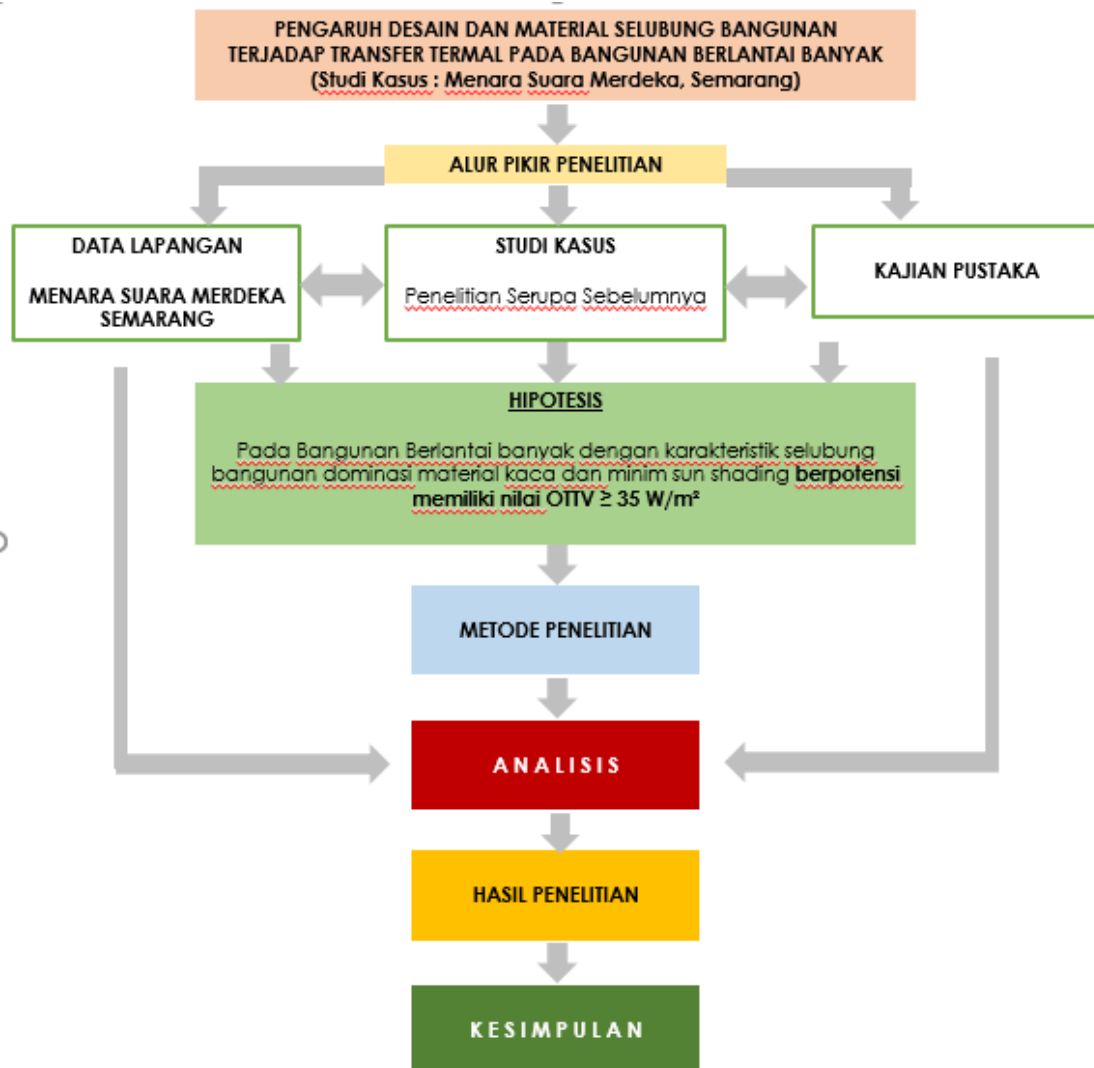 PENGARUH DESAIN DAN MATERIAL SELUBUNG BANGUNAN
TERJADAP TRANSFER TERMAL PADA BANGUNAN BERLANTAI BANYAK
(Studi Kasus : Menara Suara Merdeka, Semarang)
ALUR PIKIR PENELITIAN
DATA LAPANGAN
MENARA SUARA MERDEKA
SEMARANG
STUDI KASUS
Penelitian Serupa Sebelumnya
KAJIAN PUSTAKA
HIPOTESIS
Pada Bangunan Berlantai banyak dengan karakteristik selubung
bangunan dominasi material kaca dan minim sun shading berpotensi
memiliki nilai OTTV ≥ 35 W/m²
METODE PENELITIAN
ANALISIS
HASIL PENELITIAN
KESIMPULAN